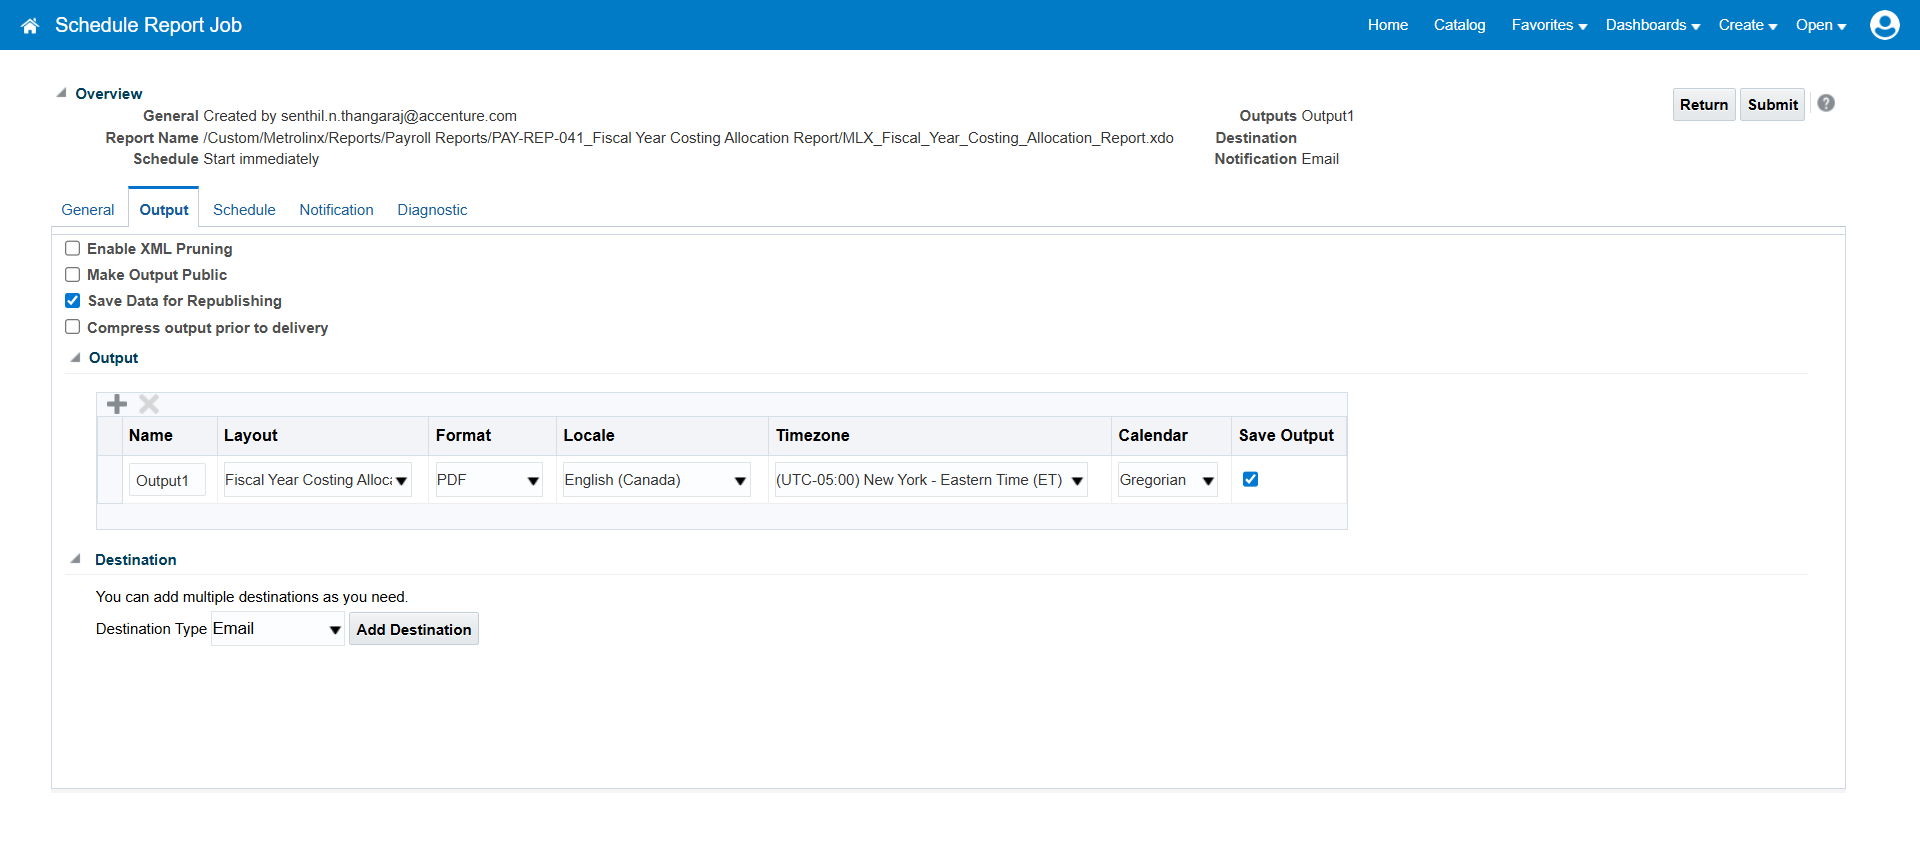 Schedule Report Job
Home Catalog Favorites Dashboards Create Open
Overview
General Created by senthil.n.thangaraj@accenture.com
Report Name /Custom/Metrolinx/Reports/Payroll Reports/PAY-REP-041_Fiscal Year Costing Allocation Report/MLX_Fiscal_Year_Costing_Allocation_Report.xdo
Schedule Start immediately
Outputs Output1
Destination
Notification Email
Return Submit ?
General Output Schedule Notification Diagnostic
Enable XML Pruning
Make Output Public
Save Data for Republishing
Compress output prior to delivery
Output
Name Layout Format Locale Timezone Calendar Save Output
Output1 Fiscal Year Costing Alloca PDF English (Canada) (UTC-05:00) New York - Eastern Time (ET) Gregorian
Destination
You can add multiple destinations as you need.
Destination Type Email Add Destination